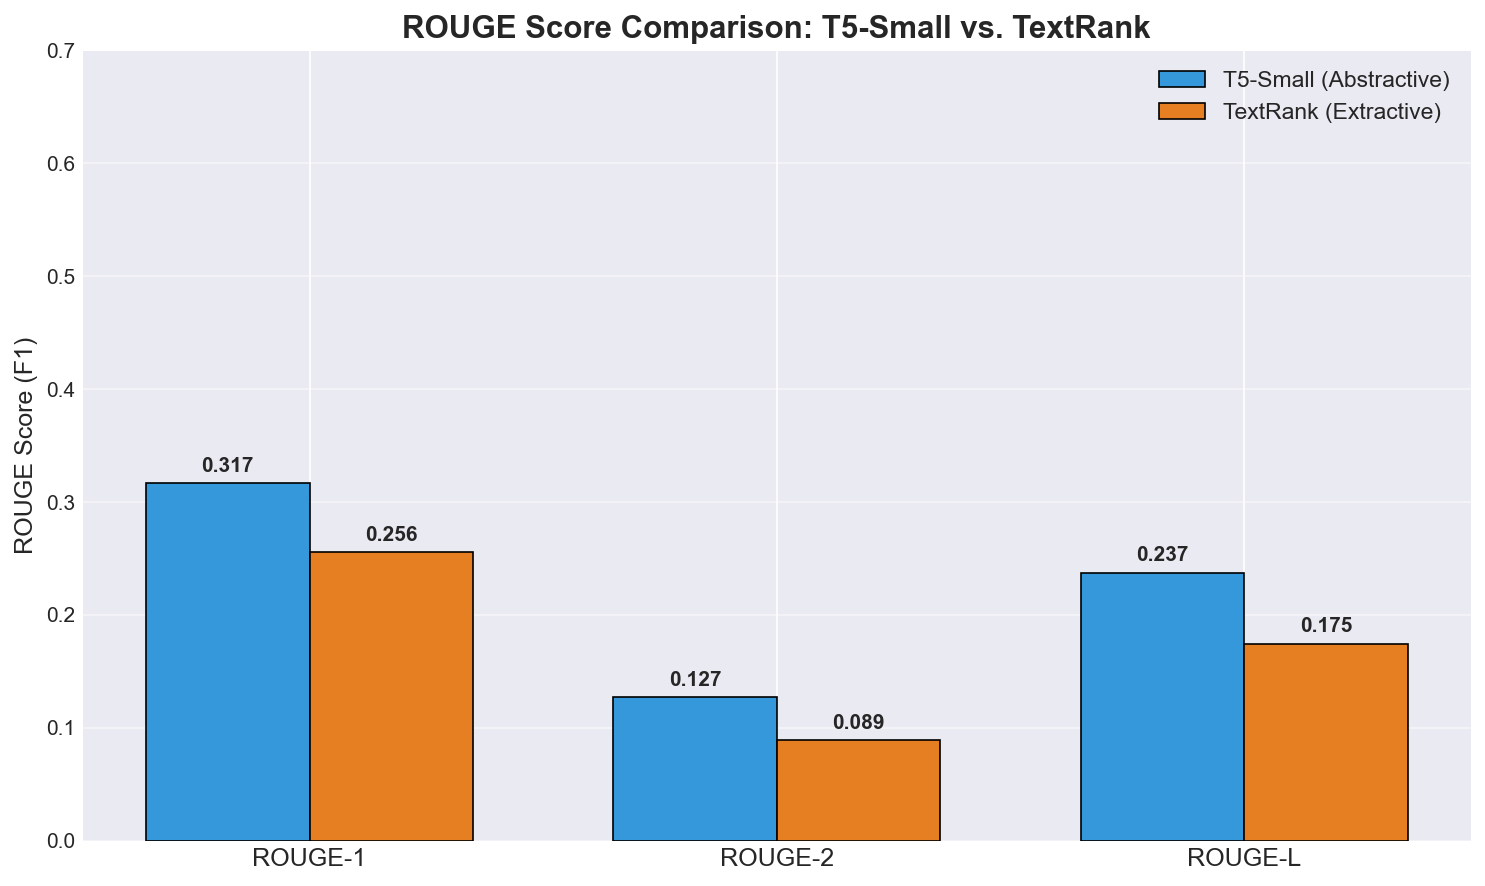 ROUGE Score Comparison: T5-Small vs. TextRank
T5-Small (Abstractive)
TextRank (Extractive)
ROUGE Score (F1)
0.7
0.6
0.5
0.4
0.3
0.2
0.1
0.0
0.317
0.256
0.127
0.089
0.237
0.175
ROUGE-1
ROUGE-2
ROUGE-L